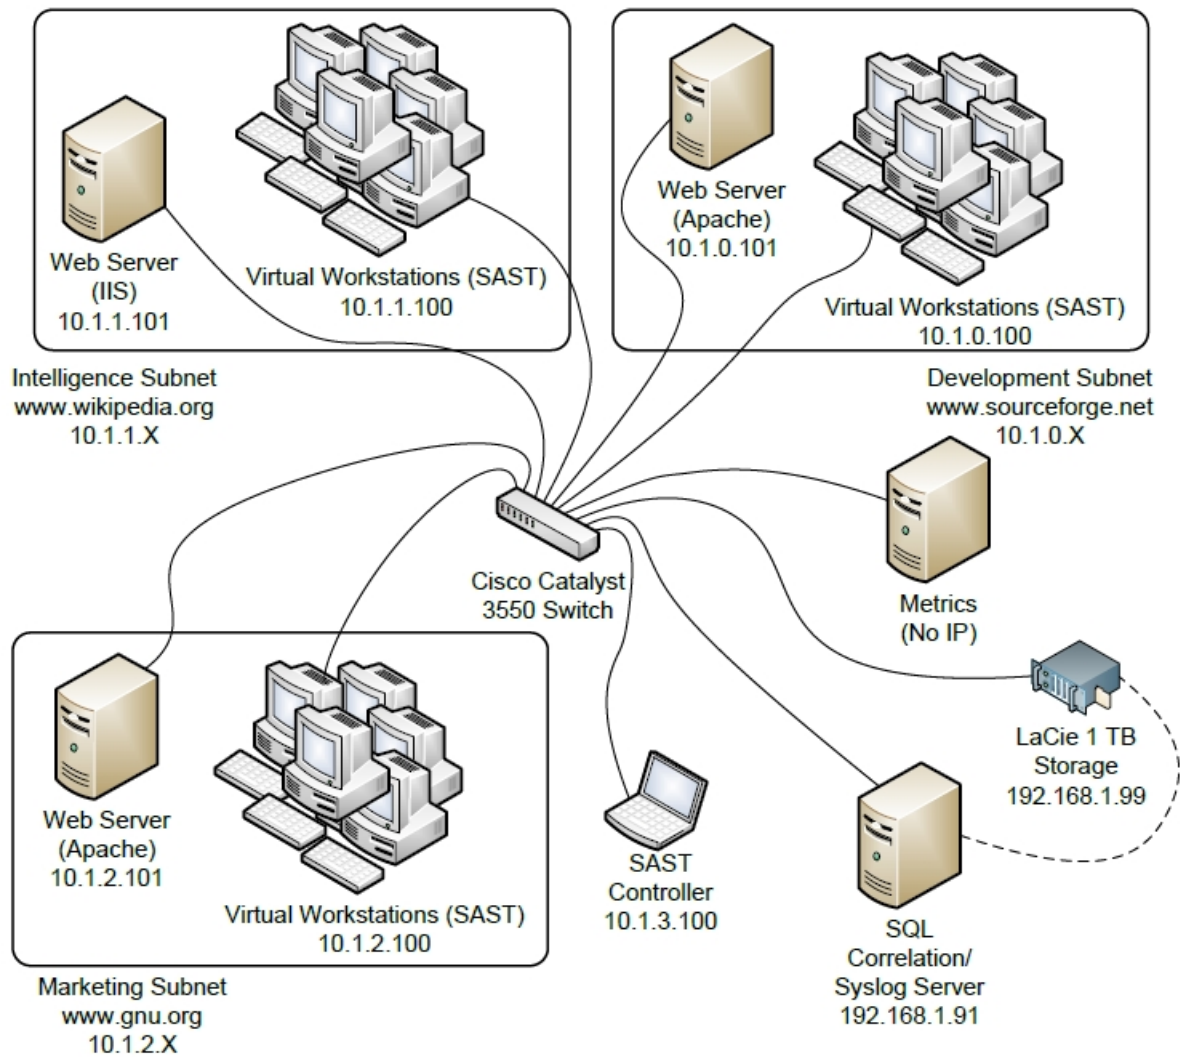 Web Server
(IIS)
10.1.1.101
Virtual Workstations (SAST)
10.1.1.100
Intelligence Subnet
www.wikipedia.org
10.1.1.X
Web Server
(Apache)
10.1.0.101
Virtual Workstations (SAST)
10.1.0.100
Development Subnet
www.sourceforge.net
10.1.0.X
Cisco Catalyst
3550 Switch
Metrics
(No IP)
LaCie 1 TB
Storage
192.168.1.99
Web Server
(Apache)
10.1.2.101
Virtual Workstations (SAST)
10.1.2.100
Marketing Subnet
www.gnu.org
10.1.2.X
SAST
Controller
10.1.3.100
SQL
Correlation/
Syslog Server
192.168.1.91